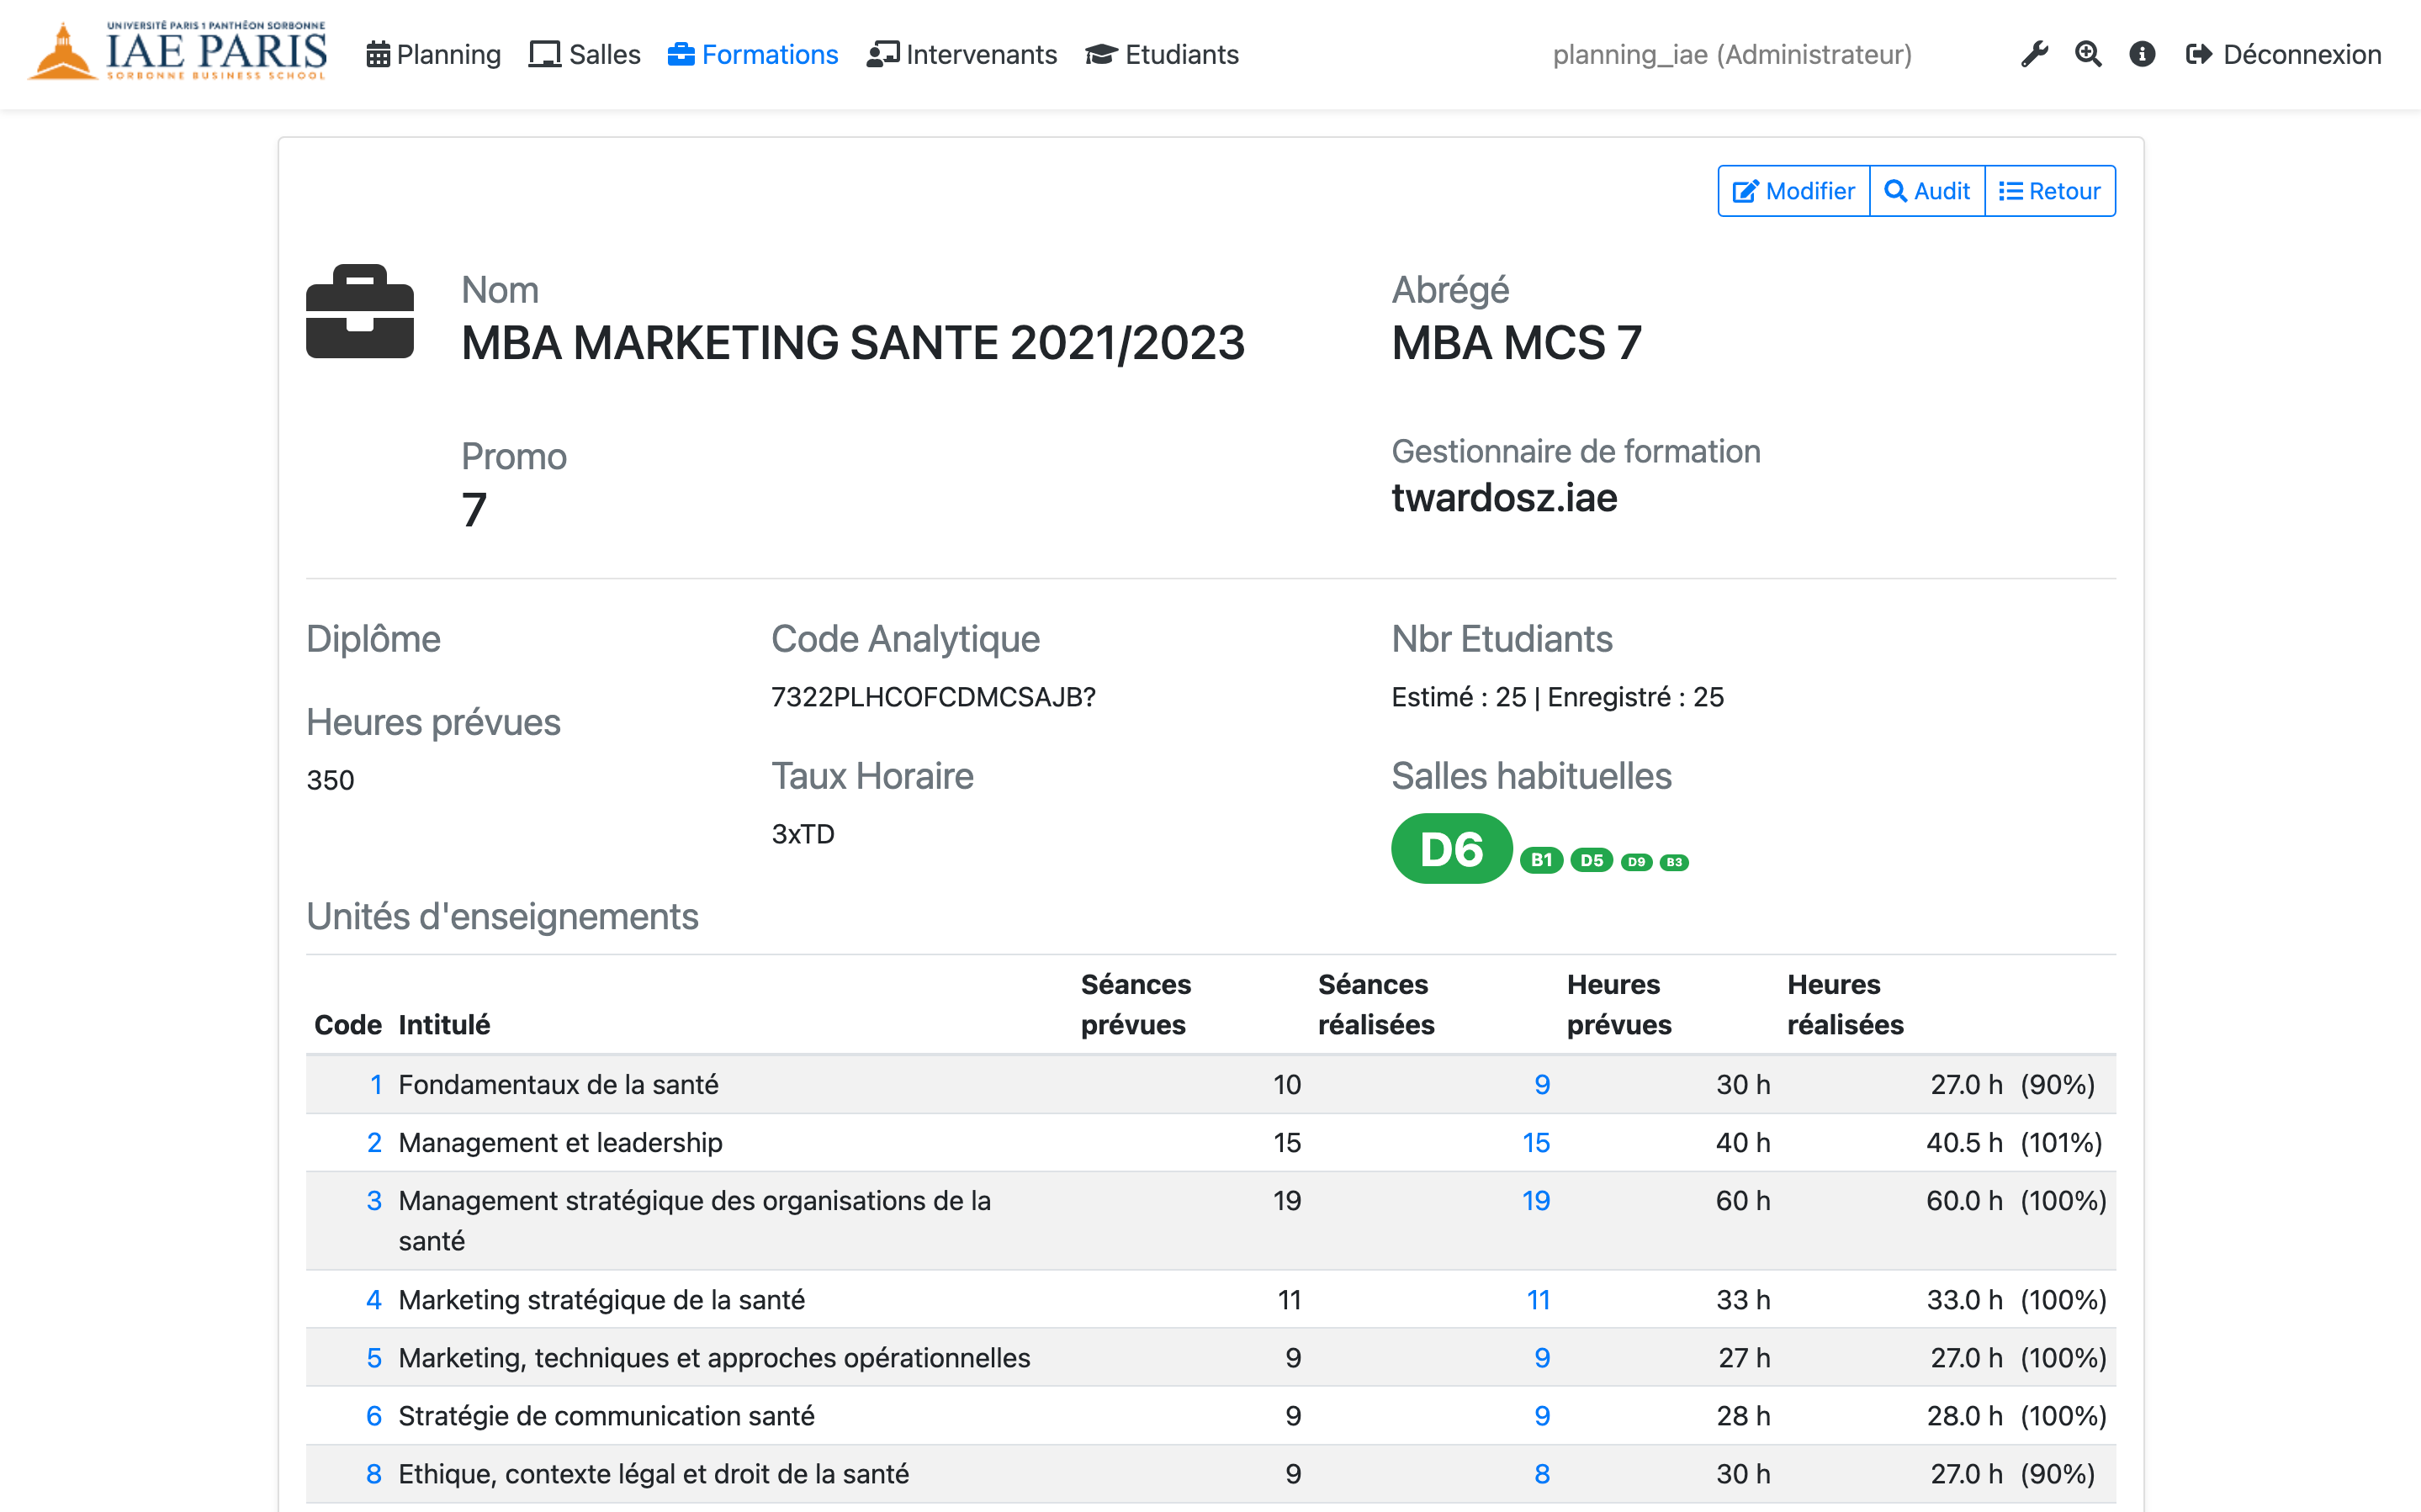 UNIVERSITÉ PARIS 1 PANTHÉON SORBONNE
IAE PARIS
SORBONNE BUSINESS SCHOOL
Planning Salles Formations Intervenants Etudiants planning_iae (Administrateur) Déconnexion
Modifier Audit Retour
Nom Abrégé
MBA MARKETING SANTE 2021/2023 MBA MCS 7
Promo Gestionnaire de formation
7 twardosz.iae
Diplôme Code Analytique Nbr Etudiants
7322PLHCOFCDMCSAJB? Estimé : 25 | Enregistré : 25
Heures prévues
350
Taux Horaire Salles habituelles
3xTD
D6 B1 D5 D9 B3
Unités d'enseignements
Code Intitulé Séances prévues Séances réalisées Heures prévues Heures réalisées
1 Fondamentaux de la santé 10 9 30 h 27.0 h (90%)
2 Management et leadership 15 15 40 h 40.5 h (101%)
3 Management stratégique des organisations de la santé 19 19 60 h 60.0 h (100%)
4 Marketing stratégique de la santé 11 11 33 h 33.0 h (100%)
5 Marketing, techniques et approches opérationnelles 9 9 27 h 27.0 h (100%)
6 Stratégie de communication santé 9 9 28 h 28.0 h (100%)
8 Ethique, contexte légal et droit de la santé 9 8 30 h 27.0 h (90%)